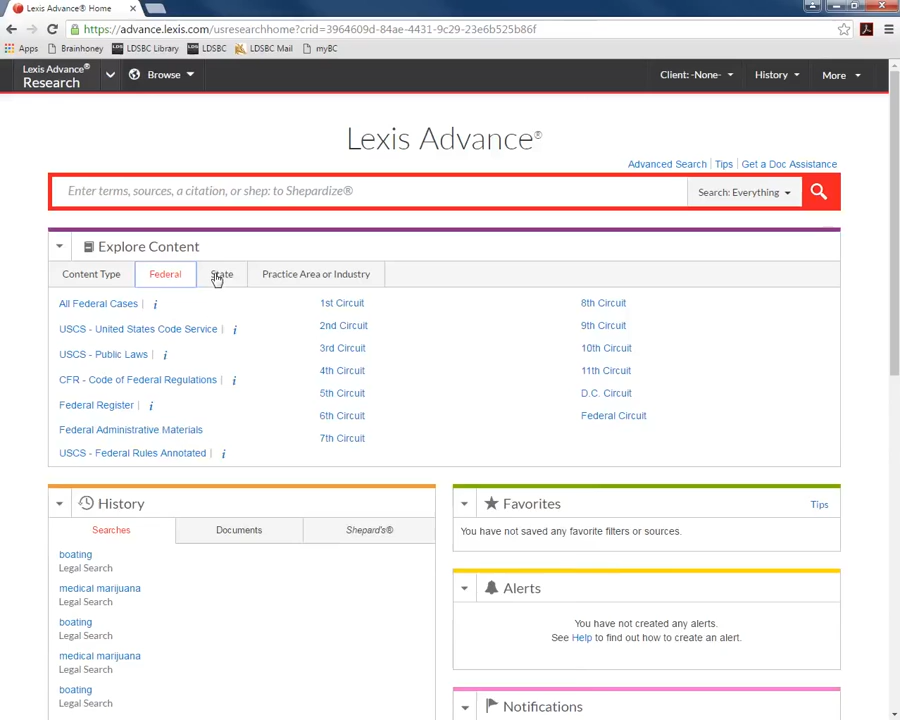 Lexis Advance® Home
https://advance.lexis.com/usresearchhome?crid=3964609d-84ae-4431-9c29-23e6b525b86f
Apps Brainhoney LDSBC Library LDSBC LDSBC Mail myBC
Lexis Advance®
Research
Browse
Client: -None-
History
More
Lexis Advance®
Advanced Search | Tips | Get a Doc Assistance
Enter terms, sources, a citation, or shep: to Shepardize®
Search: Everything
Explore Content
Content Type Federal State Practice Area or Industry
All Federal Cases | i
USCS - United States Code Service | i
USCS - Public Laws | i
CFR - Code of Federal Regulations | i
Federal Register | i
Federal Administrative Materials
USCS - Federal Rules Annotated | i
1st Circuit
2nd Circuit
3rd Circuit
4th Circuit
5th Circuit
6th Circuit
7th Circuit
8th Circuit
9th Circuit
10th Circuit
11th Circuit
D.C. Circuit
Federal Circuit
History
Searches Documents Shepard's®
boating
Legal Search
medical marijuana
Legal Search
boating
Legal Search
medical marijuana
Legal Search
boating
Legal Search
Favorites
Tips
You have not saved any favorite filters or sources.
Alerts
You have not created any alerts.
See Help to find out how to create an alert.
Notifications